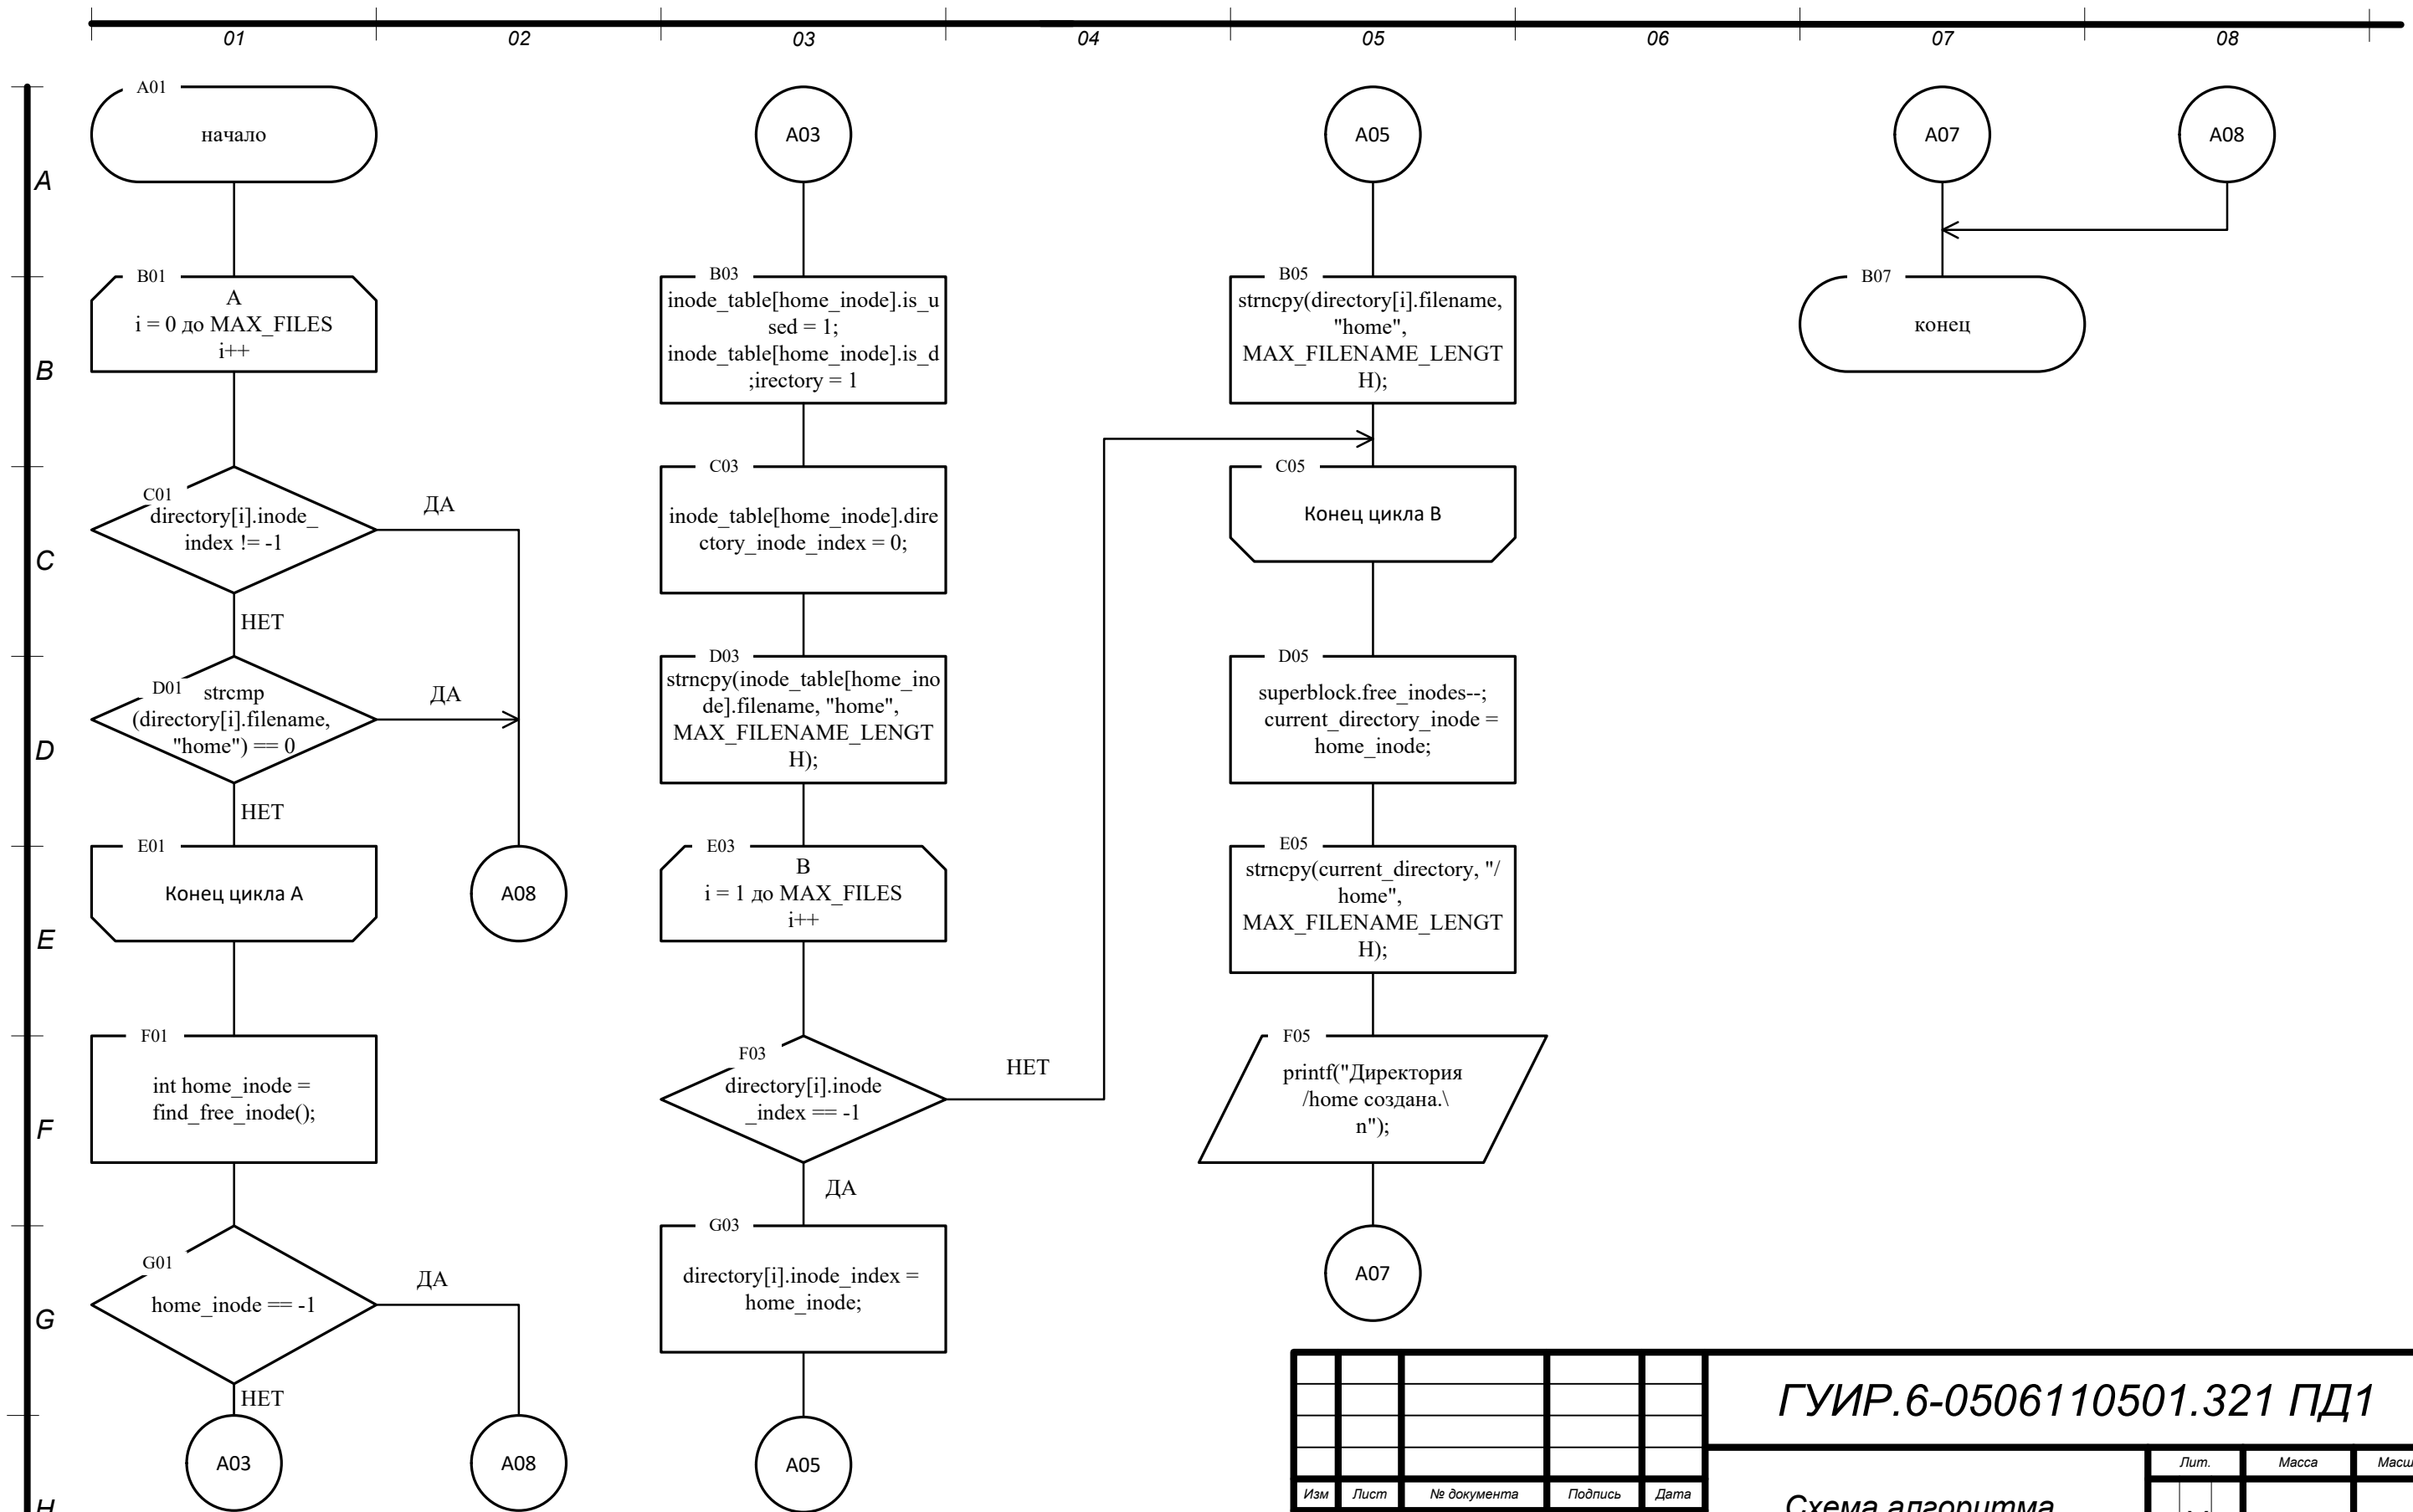 01
02
03
04
05
06
07
08
A
B
C
D
E
F
G
H
A01
начало
B01
A
i = 0 до MAX_FILES
i++
C01
directory[i].inode_
index != -1
ДА
НЕТ
D01
strcmp
(directory[i].filename,
"home") == 0
ДА
НЕТ
E01
Конец цикла А
A08
F01
int home_inode =
find_free_inode();
G01
home_inode == -1
ДА
НЕТ
A03
A08
A03
B03
inode_table[home_inode].is_u
sed = 1;
inode_table[home_inode].is_d
;irectory = 1
C03
inode_table[home_inode].dire
ctory_inode_index = 0;
D03
strncpy(inode_table[home_ino
de].filename, "home",
MAX_FILENAME_LENGT
H);
E03
B
i = 1 до MAX_FILES
i++
F03
directory[i].inode
_index == -1
НЕТ
ДА
G03
directory[i].inode_index =
home_inode;
A05
A05
B05
strncpy(directory[i].filename,
"home",
MAX_FILENAME_LENGT
H);
C05
Конец цикла В
D05
superblock.free_inodes--;
current_directory_inode =
home_inode;
E05
strncpy(current_directory, "/
home",
MAX_FILENAME_LENGT
H);
F05
printf("Директория
/home создана.\
n");
A07
A07
A08
B07
конец
ГУИР.6-0506110501.321 ПД1
Изм
Лист
№ документа
Подпись
Дата
Схема алгоритма
Лит.
Масса